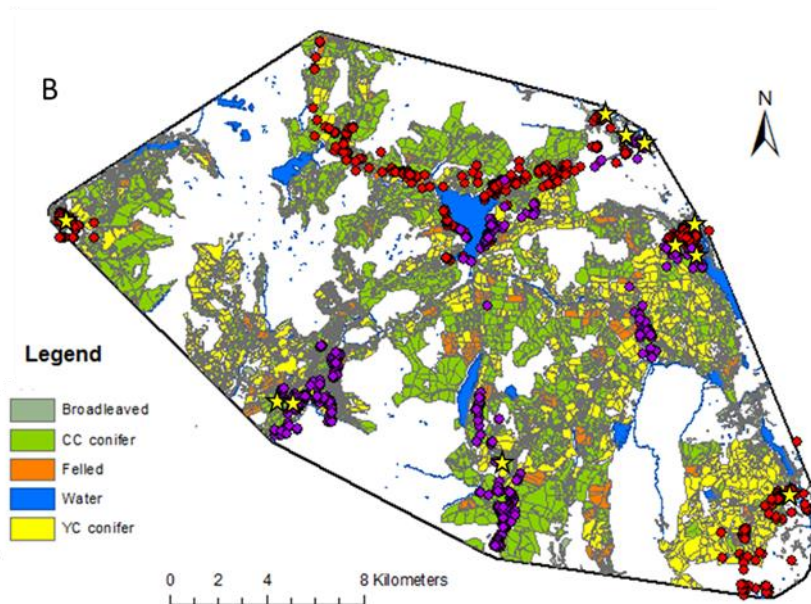 B
N
Legend
Broadleaved
CC conifer
Felled
Water
YC conifer
0 2 4 8 Kilometers